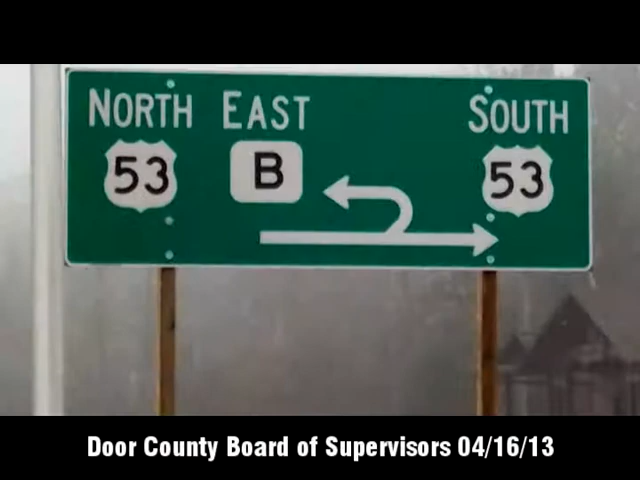 NORTH EAST SOUTH
53 B 53
Door County Board of Supervisors 04/16/13